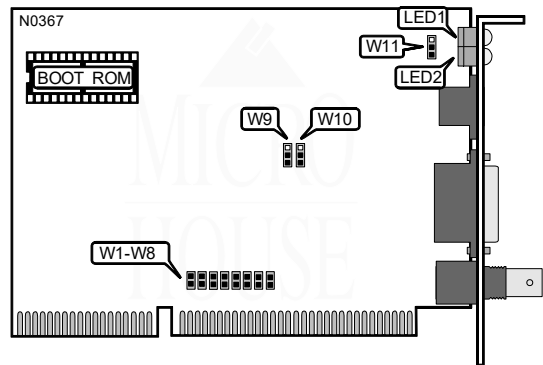 N0367
LED1
W11
BOOT ROM
LED2
W9
W10
MICRO
HOUSE
W1-W8